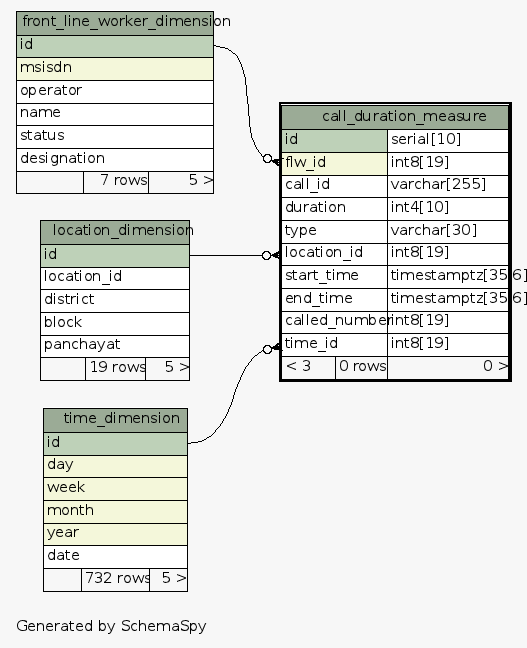 front_line_worker_dimension
id
msisdn
operator
name
status
designation
7 rows 5 >
location_dimension
id
location_id
district
block
panchayat
19 rows 5 >
time_dimension
id
day
week
month
year
date
732 rows 5 >
call_duration_measure
id serial[10]
flw_id int8[19]
call_id varchar[255]
duration int4[10]
type varchar[30]
location_id int8[19]
start_time timestamptz[35,6]
end_time timestamptz[35,6]
called_number int8[19]
time_id int8[19]
< 3 0 rows 0 >
Generated by SchemaSpy